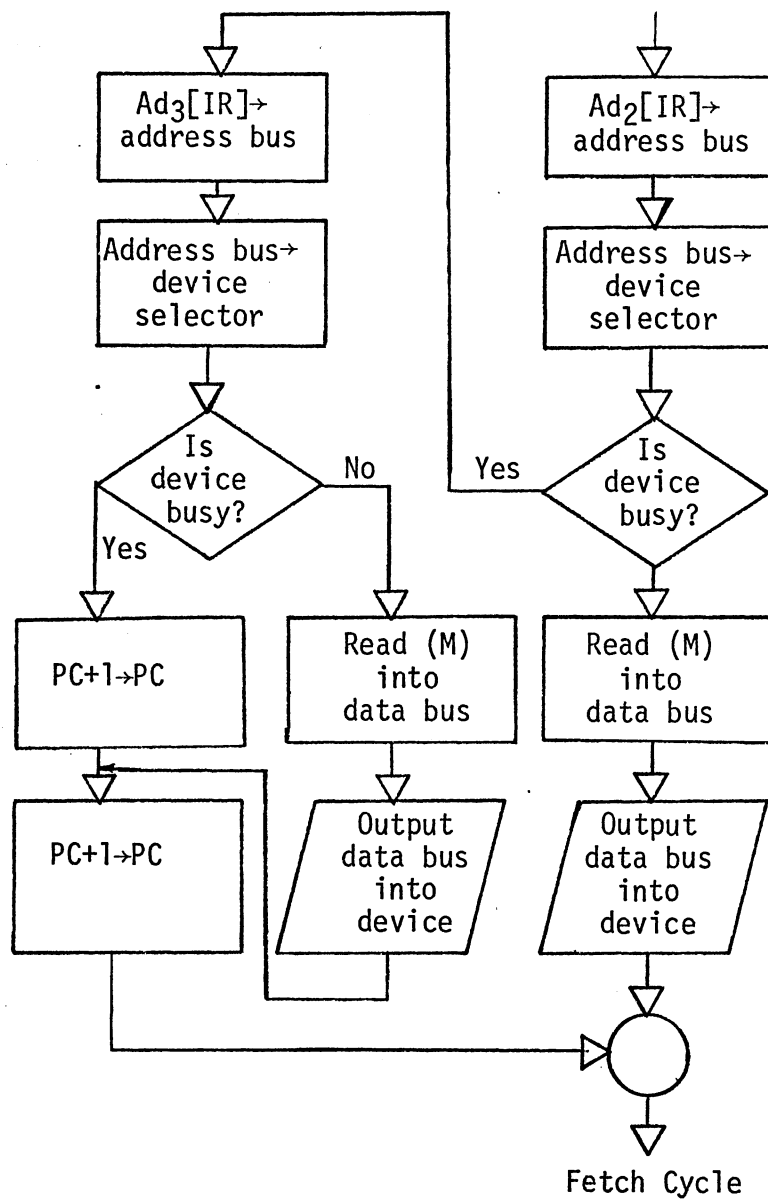 Ad3[IR]→
address bus
Address bus→
device
selector
Is
device
busy?
Yes
No
PC+1→PC
PC+1→PC
Read (M)
into
data bus
Output
data bus
into
device
Ad2[IR]→
address bus
Address bus→
device
selector
Is
device
busy?
Yes
Read (M)
into
data bus
Output
data bus
into
device
Fetch Cycle